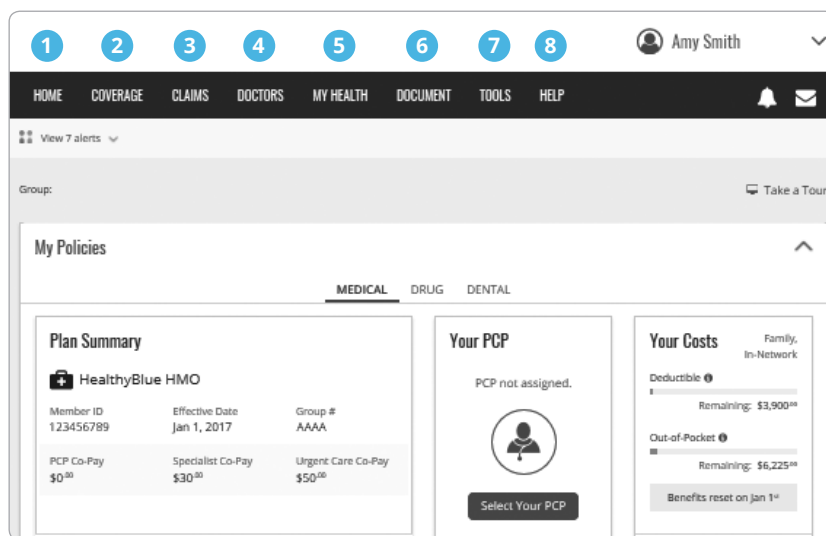 1 2 3 4 5 6 7 8
Amy Smith
HOME COVERAGE CLAIMS DOCTORS MY HEALTH DOCUMENT TOOLS HELP
View 7 alerts
Group:
Take a Tour
My Policies
MEDICAL DRUG DENTAL
Plan Summary
HealthyBlue HMO
Member ID Effective Date Group #
123456789 Jan 1, 2017 AAAA
PCP Co-Pay Specialist Co-Pay Urgent Care Co-Pay
$0.00 $30.00 $50.00
Your PCP
PCP not assigned.
Select Your PCP
Your Costs
Family,
In-Network
Deductible
Remaining: $3,900.00
Out-of-Pocket
Remaining: $6,225.00
Benefits reset on Jan 1st